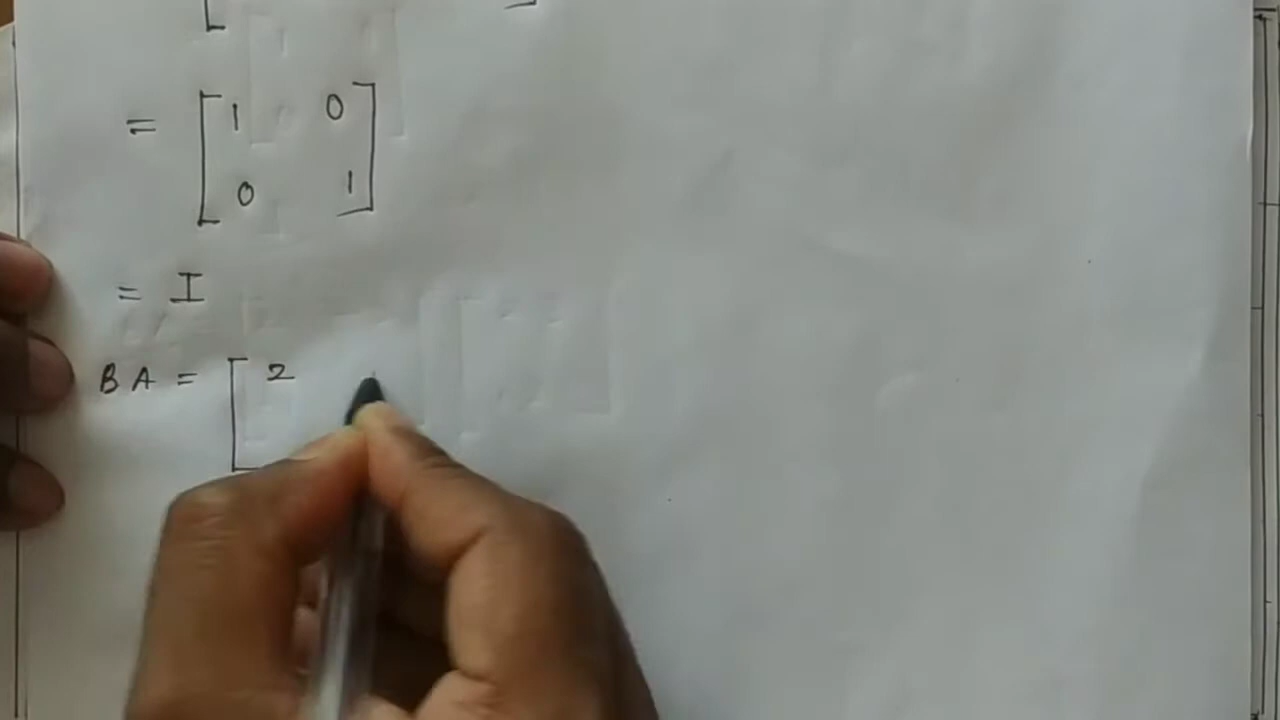 = [ 1 0
0 1 ]
= I
BA = [ 2